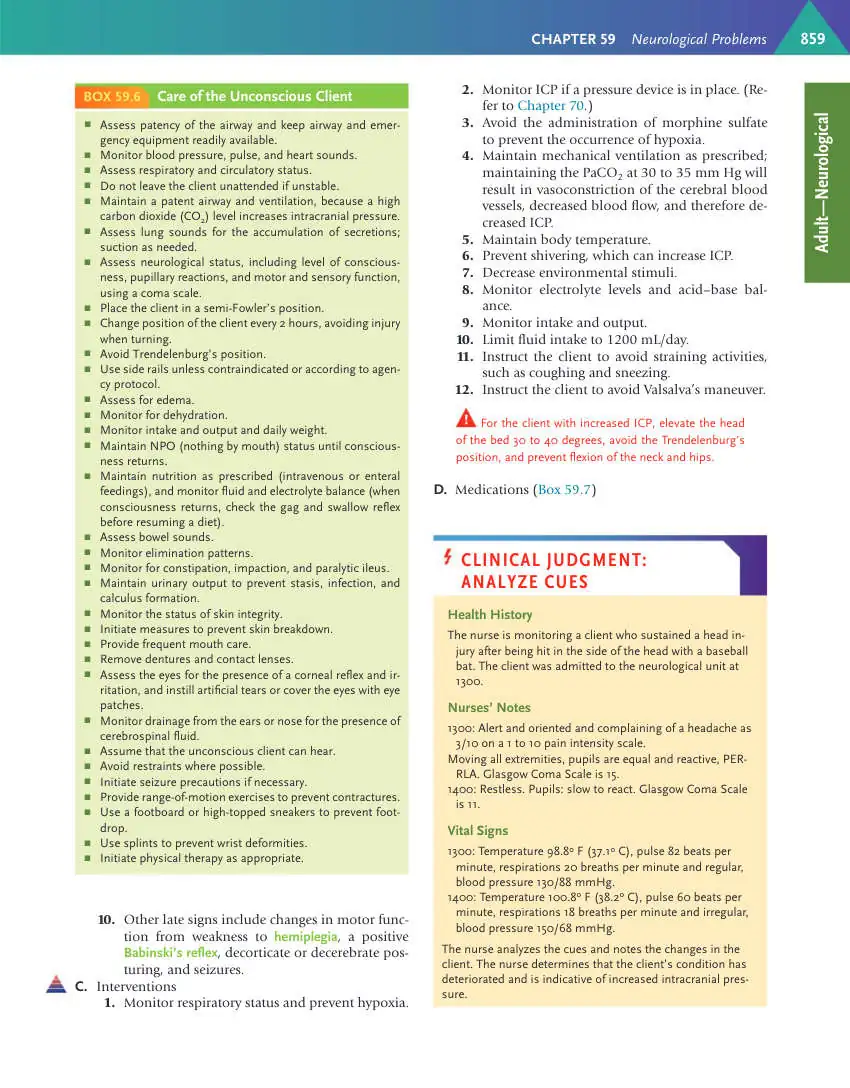 CHAPTER 59 Neurological Problems 859
BOX 59.6 Care of the Unconscious Client
■ Assess patency of the airway and keep airway and emer-
gency equipment readily available.
■ Monitor blood pressure, pulse, and heart sounds.
■ Assess respiratory and circulatory status.
■ Do not leave the client unattended if unstable.
■ Maintain a patent airway and ventilation, because a high
carbon dioxide (CO₂) level increases intracranial pressure.
■ Assess lung sounds for the accumulation of secretions;
suction as needed.
■ Assess neurological status, including level of conscious-
ness, pupillary reactions, and motor and sensory function,
using a coma scale.
■ Place the client in a semi-Fowler's position.
■ Change position of the client every 2 hours, avoiding injury
when turning.
■ Avoid Trendelenburg's position.
■ Use side rails unless contraindicated or according to agen-
cy protocol.
■ Assess for edema.
■ Monitor for dehydration.
■ Monitor intake and output and daily weight.
■ Maintain NPO (nothing by mouth) status until conscious-
ness returns.
■ Maintain nutrition as prescribed (intravenous or enteral
feedings), and monitor fluid and electrolyte balance (when
consciousness returns, check the gag and swallow reflex
before resuming a diet).
■ Assess bowel sounds.
■ Monitor elimination patterns.
■ Monitor for constipation, impaction, and paralytic ileus.
■ Maintain urinary output to prevent stasis, infection, and
calculus formation.
■ Monitor the status of skin integrity.
■ Initiate measures to prevent skin breakdown.
■ Provide frequent mouth care.
■ Remove dentures and contact lenses.
■ Assess the eyes for the presence of a corneal reflex and ir-
ritation, and instill artificial tears or cover the eyes with eye
patches.
■ Monitor drainage from the ears or nose for the presence of
cerebrospinal fluid.
■ Assume that the unconscious client can hear.
■ Avoid restraints where possible.
■ Initiate seizure precautions if necessary.
■ Provide range-of-motion exercises to prevent contractures.
■ Use a footboard or high-topped sneakers to prevent foot-
drop.
■ Use splints to prevent wrist deformities.
■ Initiate physical therapy as appropriate.
10. Other late signs include changes in motor func-
tion from weakness to hemiplegia, a positive
Babinski's reflex, decorticate or decerebrate pos-
turing, and seizures.
C. Interventions
1. Monitor respiratory status and prevent hypoxia.
2. Monitor ICP if a pressure device is in place. (Re-
fer to Chapter 70.)
3. Avoid the administration of morphine sulfate
to prevent the occurrence of hypoxia.
4. Maintain mechanical ventilation as prescribed;
maintaining the PaCO₂ at 30 to 35 mm Hg will
result in vasoconstriction of the cerebral blood
vessels, decreased blood flow, and therefore de-
creased ICP.
5. Maintain body temperature.
6. Prevent shivering, which can increase ICP.
7. Decrease environmental stimuli.
8. Monitor electrolyte levels and acid–base bal-
ance.
9. Monitor intake and output.
10. Limit fluid intake to 1200 mL/day.
11. Instruct the client to avoid straining activities,
such as coughing and sneezing.
12. Instruct the client to avoid Valsalva's maneuver.
For the client with increased ICP, elevate the head
of the bed 30 to 40 degrees, avoid the Trendelenburg's
position, and prevent flexion of the neck and hips.
D. Medications (Box 59.7)
CLINICAL JUDGMENT:
ANALYZE CUES
Health History
The nurse is monitoring a client who sustained a head in-
jury after being hit in the side of the head with a baseball
bat. The client was admitted to the neurological unit at
1300.
Nurses' Notes
1300: Alert and oriented and complaining of a headache as
3/10 on a 1 to 10 pain intensity scale.
Moving all extremities, pupils are equal and reactive, PER-
RLA. Glasgow Coma Scale is 15.
1400: Restless. Pupils: slow to react. Glasgow Coma Scale
is 11.
Vital Signs
1300: Temperature 98.8º F (37.1º C), pulse 82 beats per
minute, respirations 20 breaths per minute and regular,
blood pressure 130/88 mmHg.
1400: Temperature 100.8º F (38.2º C), pulse 60 beats per
minute, respirations 18 breaths per minute and irregular,
blood pressure 150/68 mmHg.
The nurse analyzes the cues and notes the changes in the
client. The nurse determines that the client's condition has
deteriorated and is indicative of increased intracranial pres-
sure.
Adult—Neurological